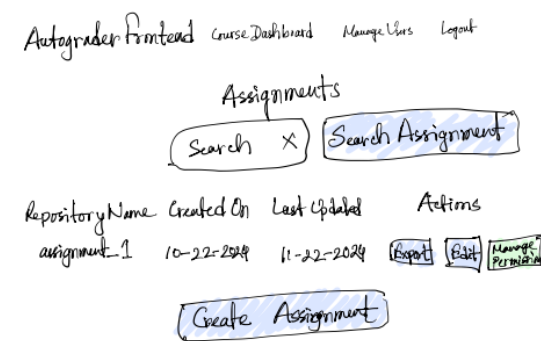 Autograder Frontend Course Dashboard Manage Users Logout
Assignments
Search X Search Assignment
Repository Name Created On Last Updated Actions
assignment_1 10-22-2024 11-22-2024 Export Edit Manage Permission
Create Assignment